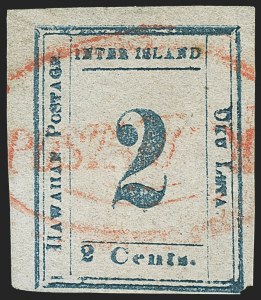 INTER ISLAND
HAWAIIAN POSTAGE
2
UKU LETA
2 Cents.